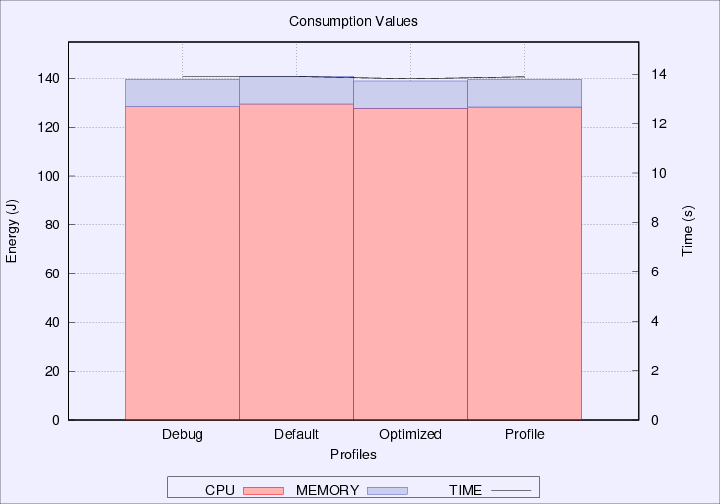 Consumption Values
Energy (J)
140
120
100
80
60
40
20
0
14
12
10
8
6
4
2
0
Time (s)
Debug Default Optimized Profile
Profiles
CPU MEMORY TIME